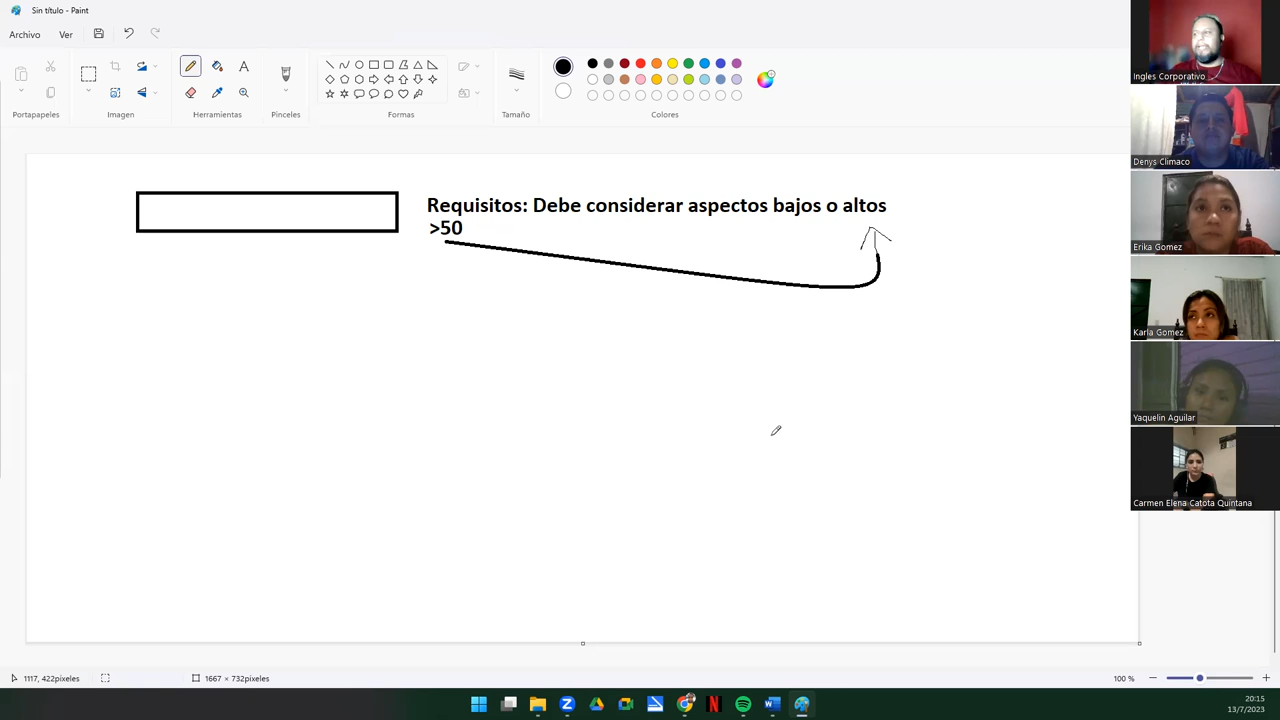 Sin título - Paint
Archivo
Ver
Portapapeles
Imagen
Herramientas
Pinceles
Formas
Tamaño
Colores
Requisitos: Debe considerar aspectos bajos o altos
>50
Ingles Corporativo
Denys Climaco
Erika Gomez
Karla Gomez
Yaquelin Aguilar
Carmen Elena Catota Quintana
1117, 422pixeles
1667 × 732pixeles
100 %
20:15
13/7/2023